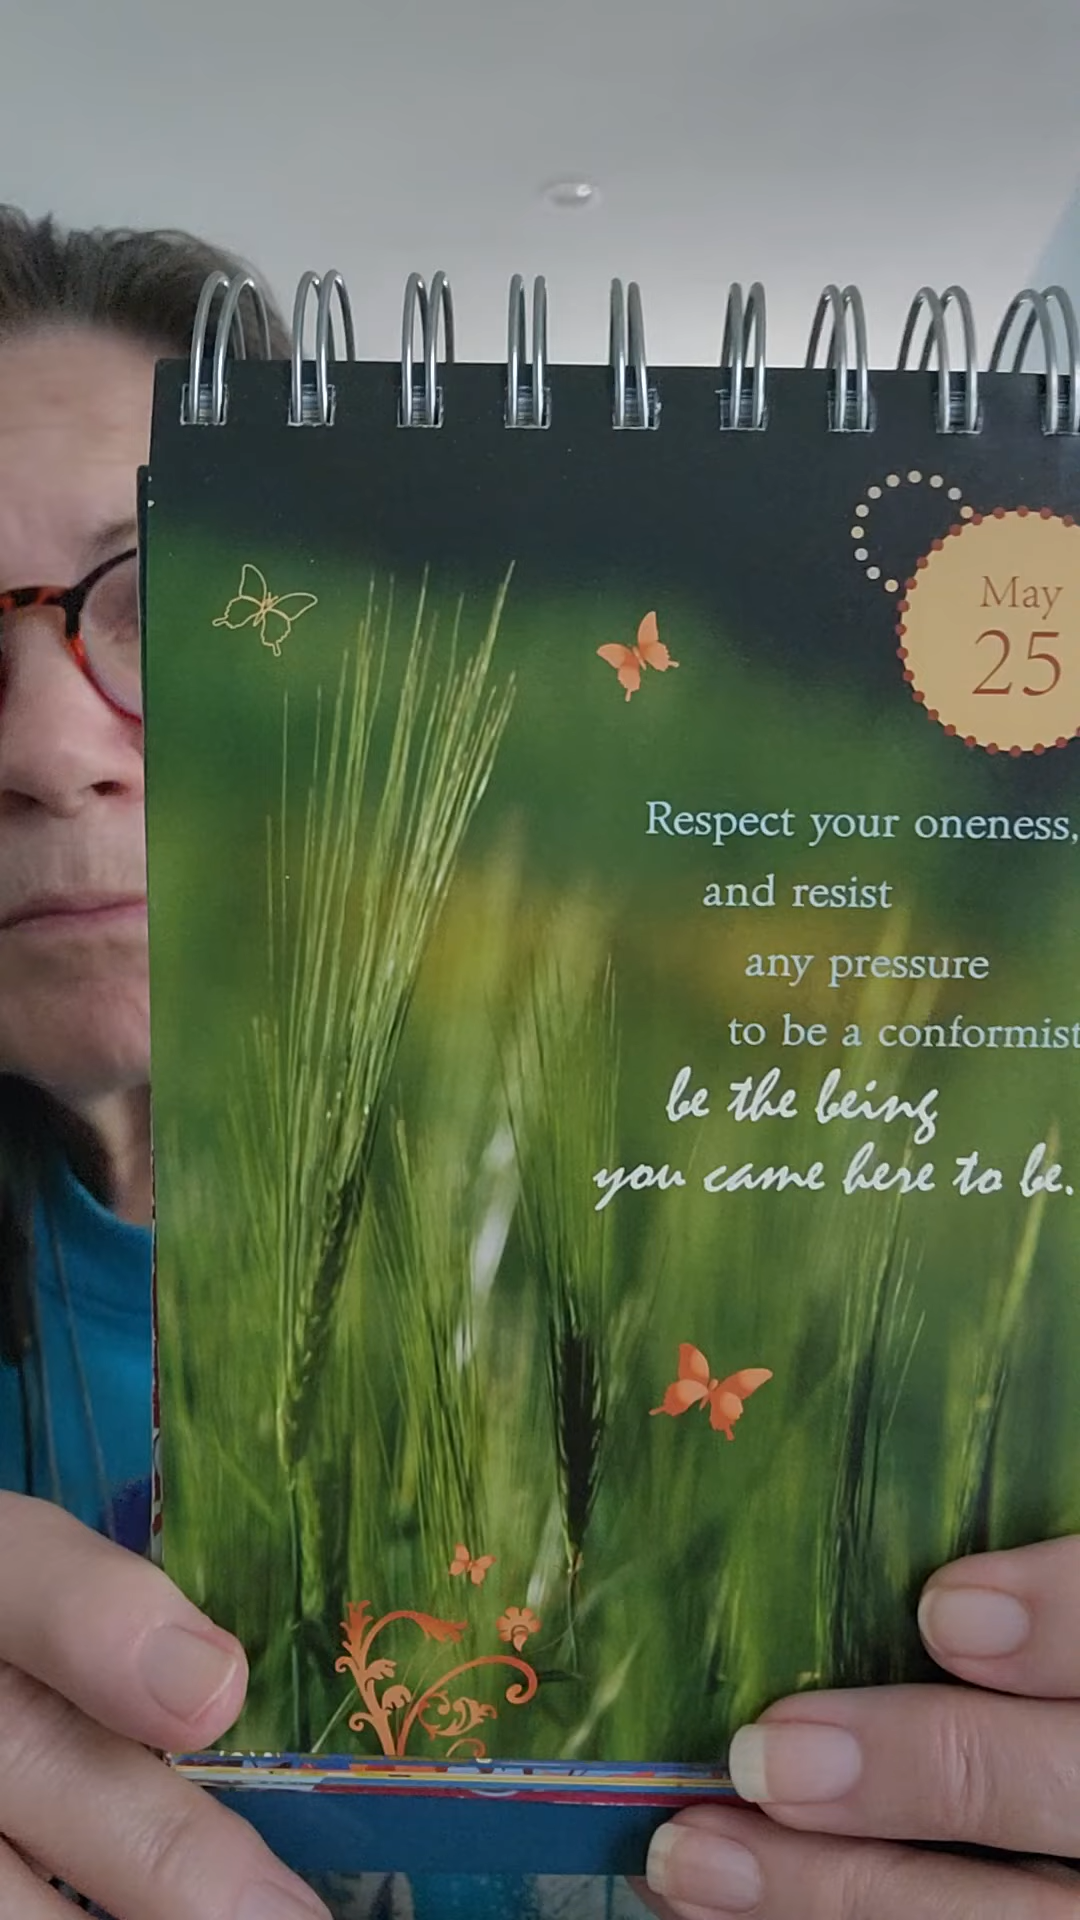 May
25
Respect your oneness,
and resist
any pressure
to be a conformist
be the being
you came here to be.